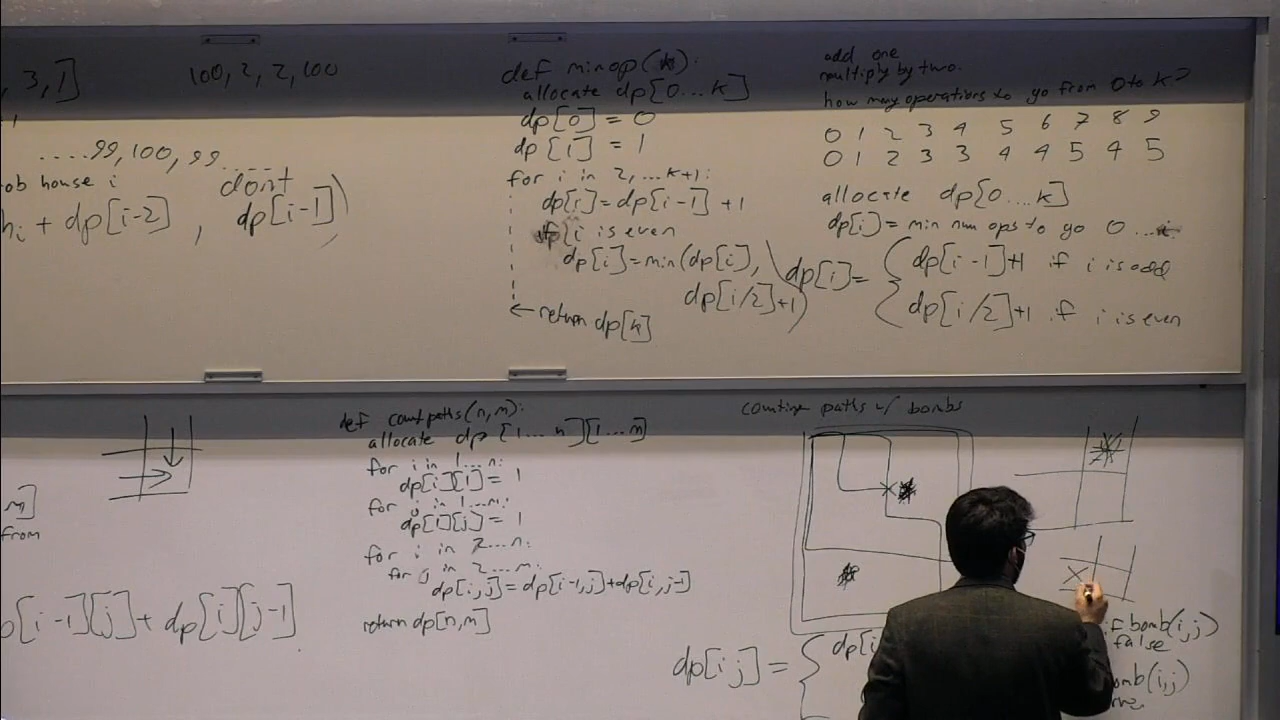 , 3, 1]
100, 2, 2, 100
....99, 100, 99....
ob house i
dont
hi + dp[i-2] , dp[i-1])
def minop(k):
allocate dp[0...k]
dp[0] = 0
dp[1] = 1
for i in 2,...k+1:
dp[i]=dp[i-1] +1
if i is even
dp[i]=min(dp[i],
dp[i/2]+1)
← return dp[k]
add one
multiply by two.
how many operations to go from 0 to k?
0 1 2 3 4 5 6 7 8 9
0 1 2 3 3 4 4 5 4 5
allocate dp[0...k]
dp[i]= min num ops to go 0...i
dp[i]= { dp[i-1]+1 if i is odd
dp[i/2]+1 if i is even
m]
from
p[i-1][j]+dp[i][j-1]
def countpaths(n,m):
allocate dp [1...n][1...m]
for i in 1...n:
dp[i][1] = 1
for j in 1...m:
dp[1][j] = 1
for i in 2...n:
for j in 2...m:
dp[i,j]=dp[i-1,j]+dp[i,j-1]
return dp[n,m]
counting paths w/ bombs
dp[i,j]= { dp[i
if bomb(i,j)
false
omb(i,j)